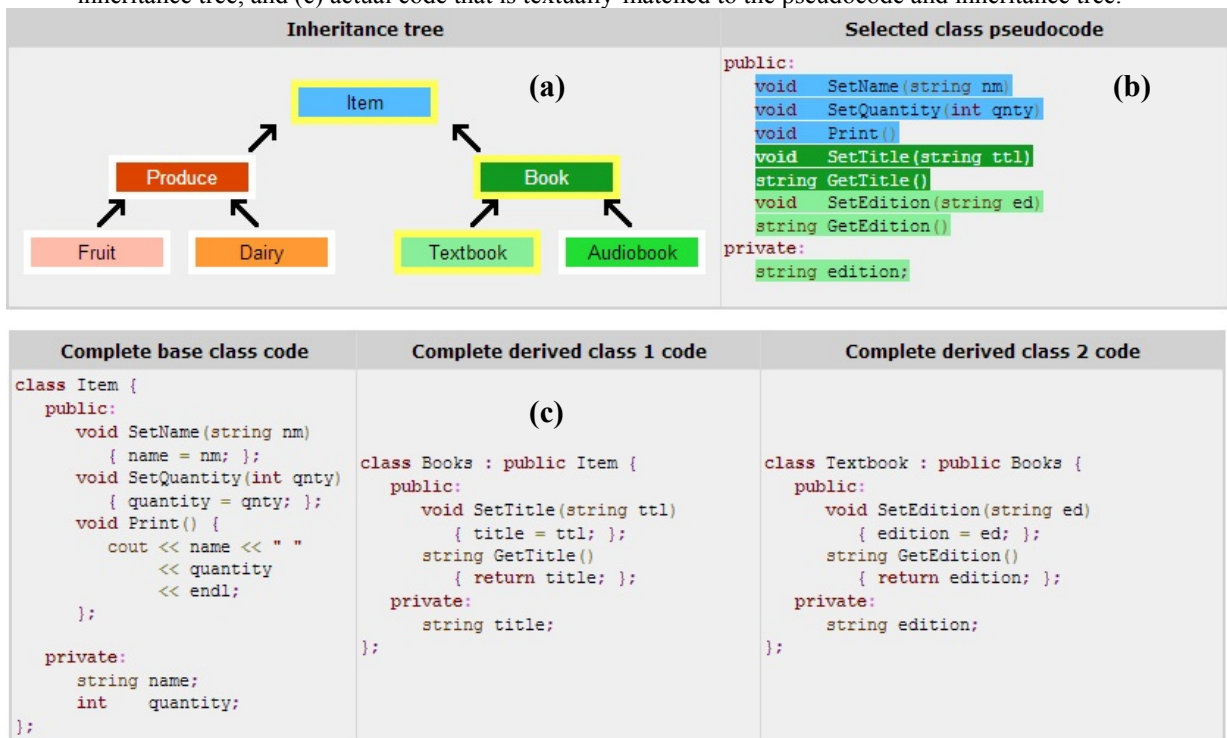 inheritance tree, and (c) actual code that is textually matched to the pseudocode and inheritance tree.
Inheritance tree
(a)
Item
Produce
Book
Fruit
Dairy
Textbook
Audiobook
Selected class pseudocode
(b)
public:
void SetName(string nm)
void SetQuantity(int qnty)
void Print()
void SetTitle(string ttl)
string GetTitle()
void SetEdition(string ed)
string GetEdition()
private:
string edition;
Complete base class code
class Item {
public:
void SetName(string nm)
{ name = nm; };
void SetQuantity(int qnty)
{ quantity = qnty; };
void Print() {
cout << name << " "
<< quantity
<< endl;
};
private:
string name;
int quantity;
};
Complete derived class 1 code
(c)
class Books : public Item {
public:
void SetTitle(string ttl)
{ title = ttl; };
string GetTitle()
{ return title; };
private:
string title;
};
Complete derived class 2 code
class Textbook : public Books {
public:
void SetEdition(string ed)
{ edition = ed; };
string GetEdition()
{ return edition; };
private:
string edition;
};